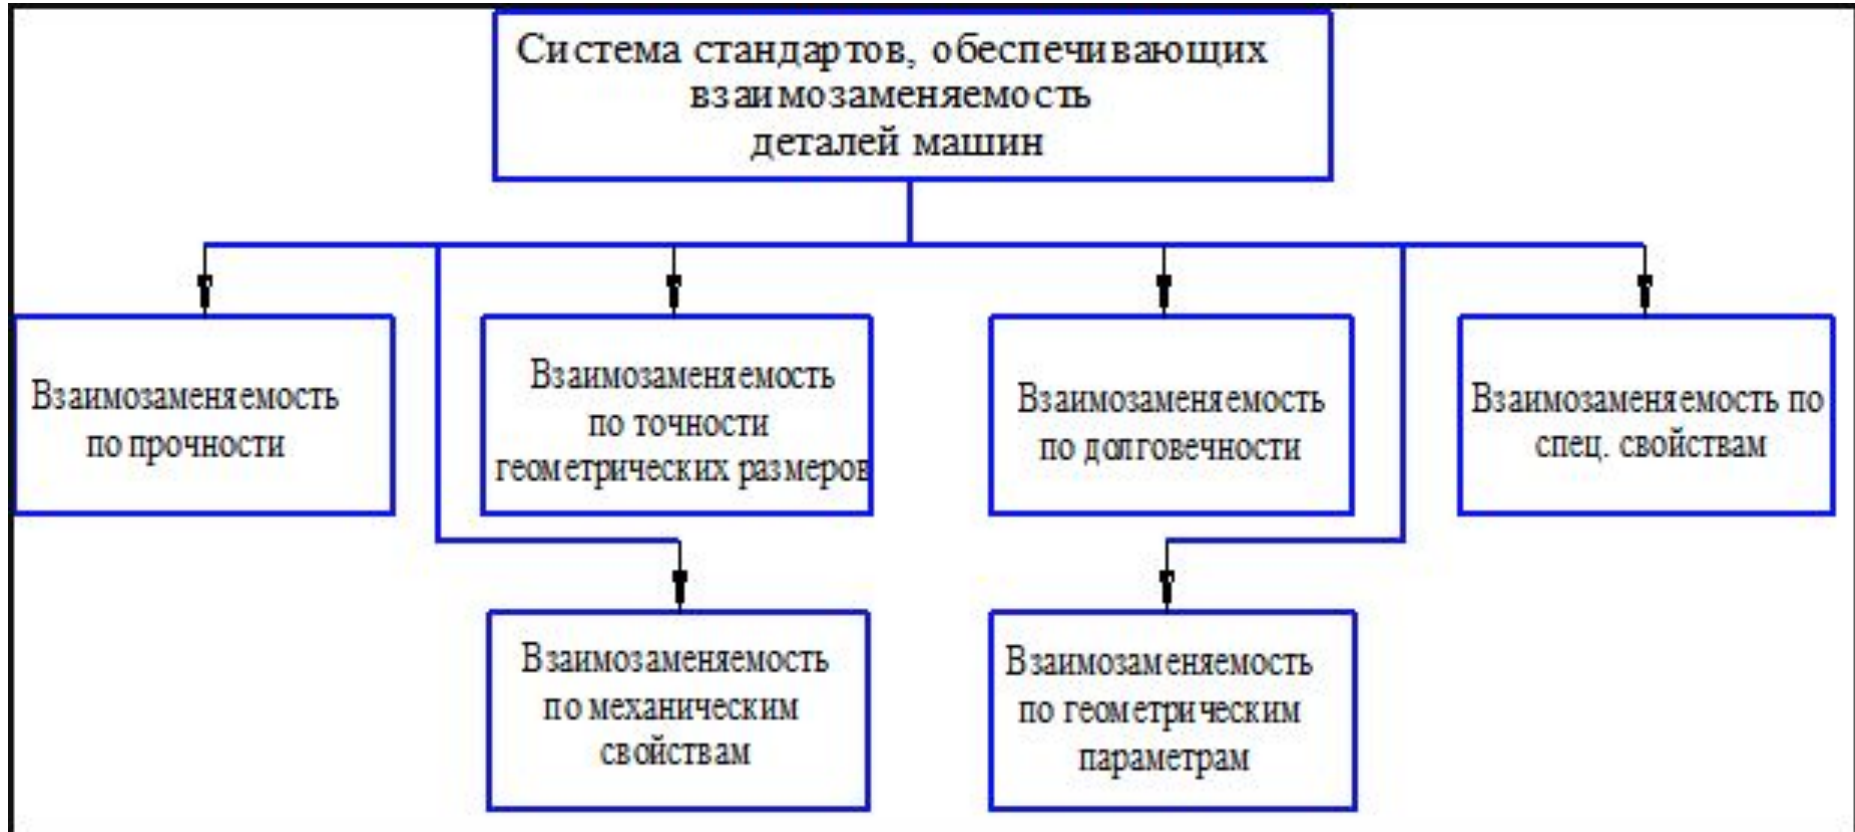 Система стандартов, обеспечивающих
взаимозаменяемость
деталей машин
Взаимозаменяемость
по прочности
Взаимозаменяемость
по точности
геометрических размеров
Взаимозаменяемость
по долговечности
Взаимозаменяемость по
спец. свойствам
Взаимозаменяемость
по механическим
свойствам
Взаимозаменяемость
по геометрическим
параметрам